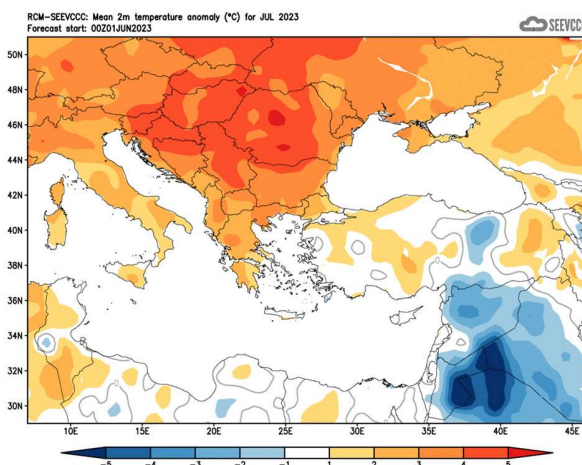 RCM-SEEVCCC: Mean 2m temperature anomaly (°C) for JUL 2023
Forecast start: 00Z01JUN2023
SEEVCCC
50N
48N
46N
44N
42N
40N
38N
36N
34N
32N
30N
10E 15E 20E 25E 30E 35E 40E 45E
-5 -4 -3 -2 -1 1 2 3 4 5